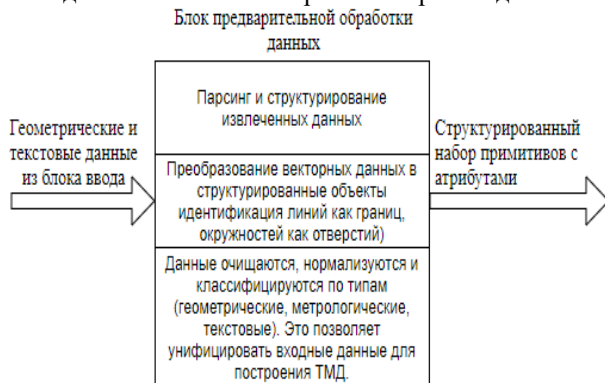 Блок предварительной обработки
данных
Парсинг и структурирование
извлеченных данных
Геометрические и
текстовые данные
из блока ввода
Преобразование векторных данных в
структурированные объекты
идентификация линий как границ,
окружностей как отверстий)
Структурированный
набор примитивов с
атрибутами
Данные очищаются, нормализуются и
классифицируются по типам
(геометрические, метрологические,
текстовые). Это позволяет
унифицировать входные данные для
построения ТМД.